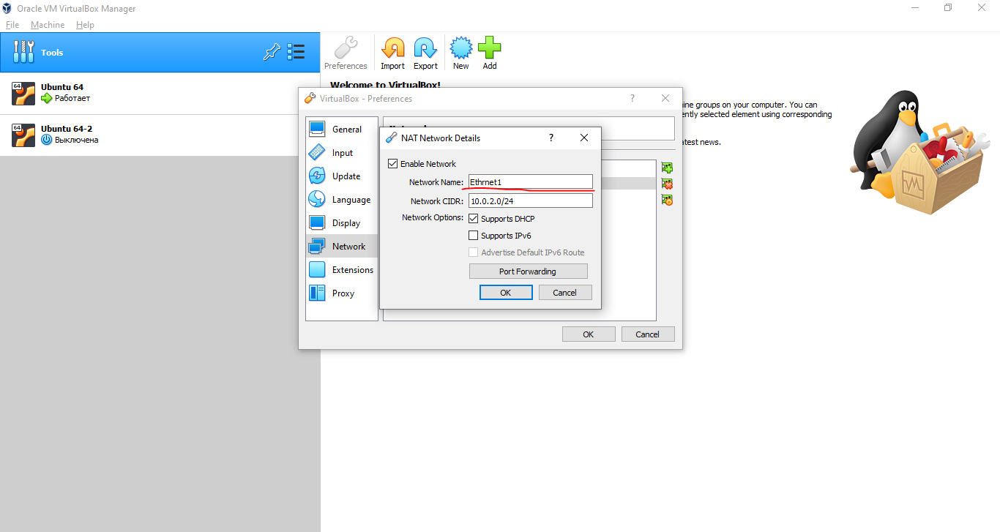 Oracle VM VirtualBox Manager
File Machine Help
Tools
Preferences Import Export New Add
64 Ubuntu 64
Работает
64 Ubuntu 64-2
Выключена
Welcome to VirtualBox!
ine groups on your computer. You can
ently selected element using corresponding
atest news.
VirtualBox - Preferences ?
General
Input
Update
Language
Display
Network
Extensions
Proxy
NAT Network Details ?
Enable Network
Network Name: Ethrnet1
Network CIDR: 10.0.2.0/24
Network Options: Supports DHCP
Supports IPv6
Advertise Default IPv6 Route
Port Forwarding
OK Cancel
OK Cancel